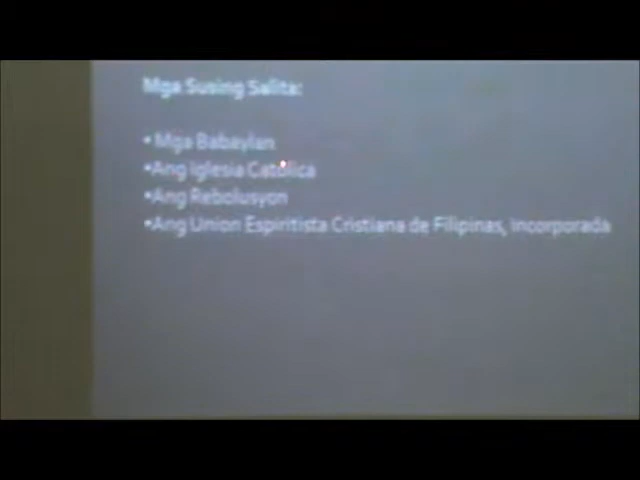 Mga Susing Salita:
• Mga Babaylan
•Ang Iglesia Catolica
•Ang Rebolusyon
•Ang Union Espiritista Cristiana de Filipinas, Incorporada